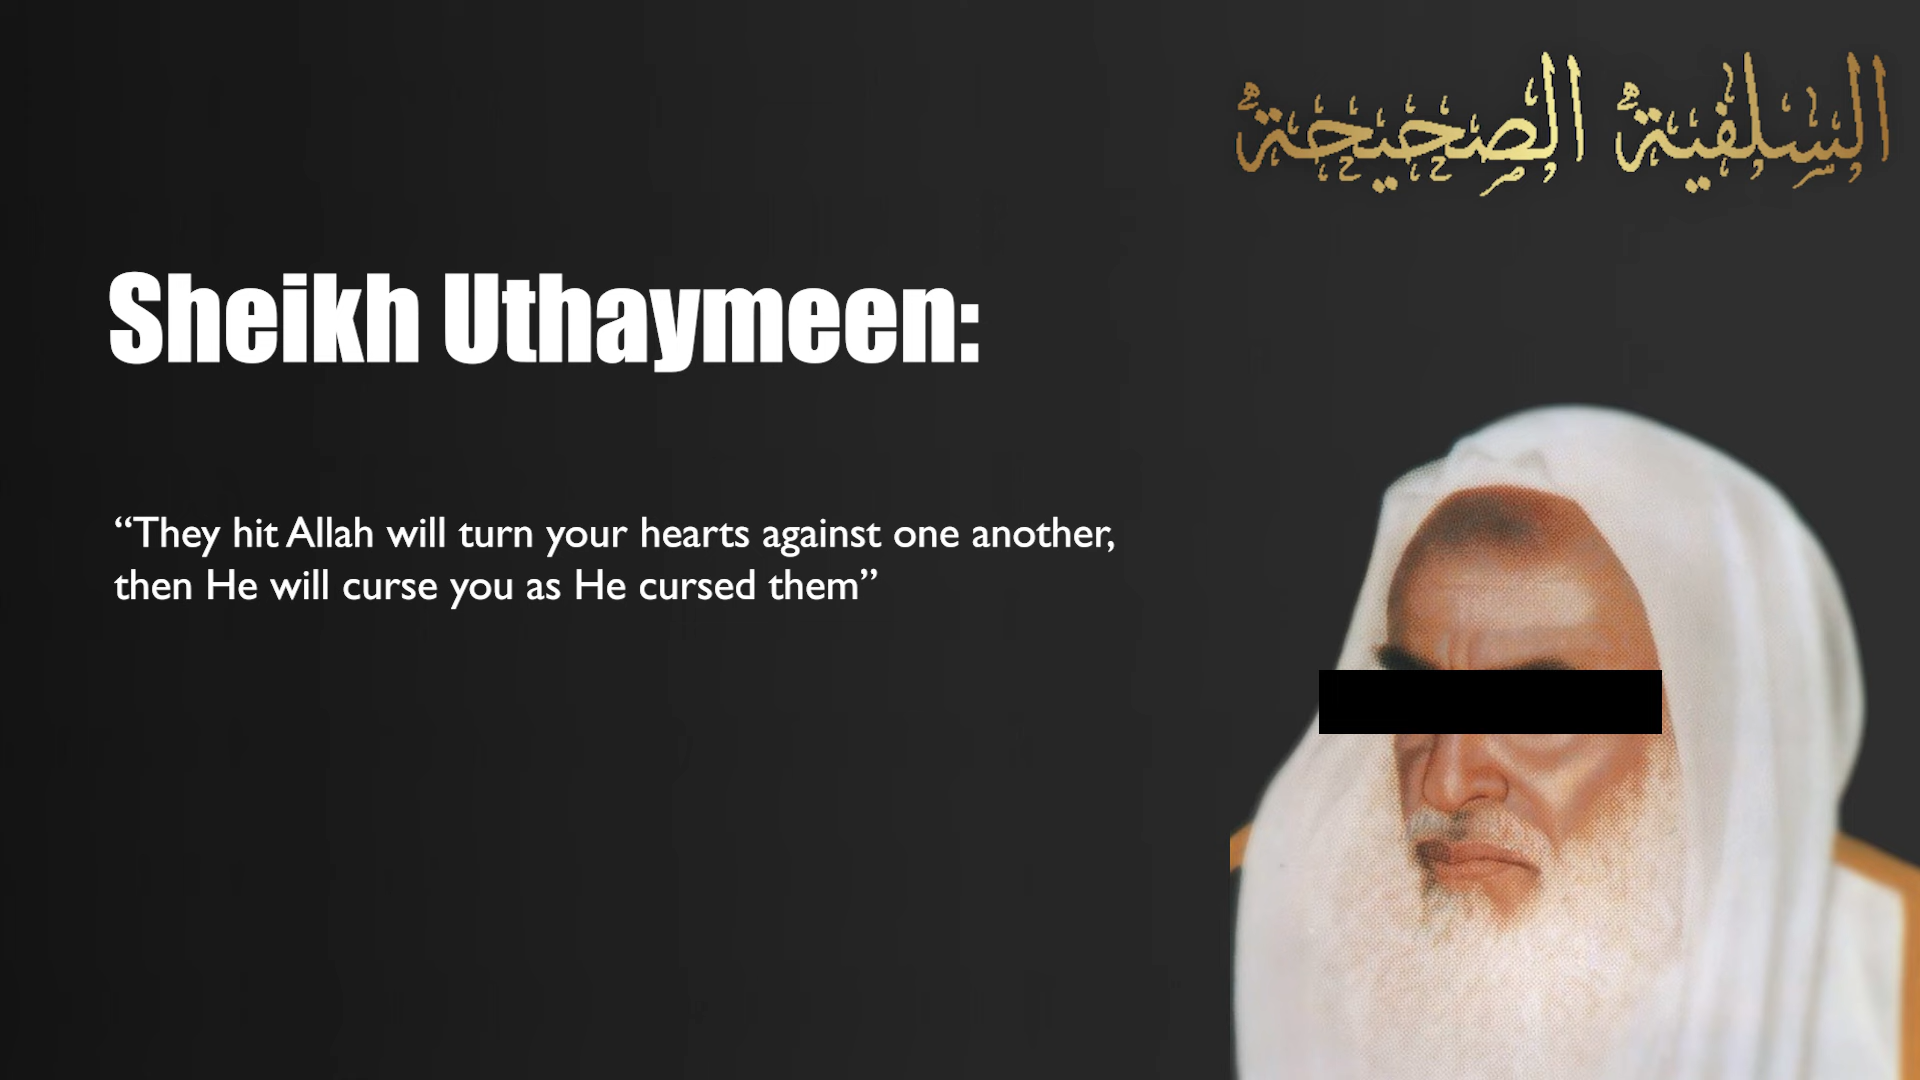 السلفية الصحيحة
Sheikh Uthaymeen:
“They hit Allah will turn your hearts against one another,
then He will curse you as He cursed them”